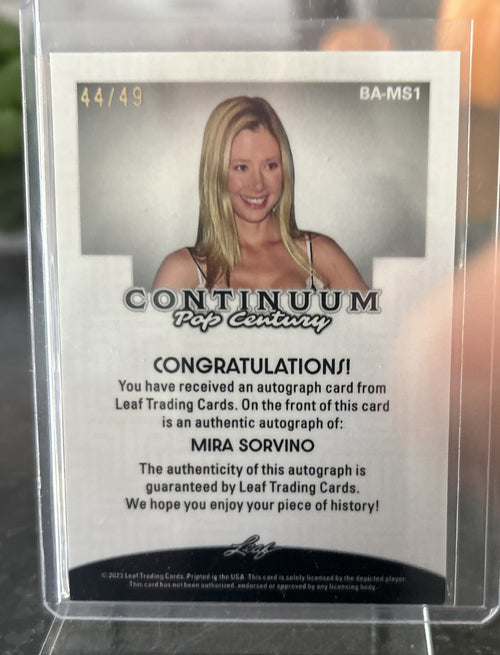 44/49
BA-MS1
CONTINUUM
Pop Century
CONGRATULATIONS!
You have received an autograph card from
Leaf Trading Cards. On the front of this card
is an authentic autograph of:
MIRA SORVINO
The authenticity of this autograph is
guaranteed by Leaf Trading Cards.
We hope you enjoy your piece of history!
Leaf
© 2023 Leaf Trading Cards. Printed in the USA. This card is solely licensed by the depicted player.
This card has not been authorized, endorsed or approved by any licensing body.